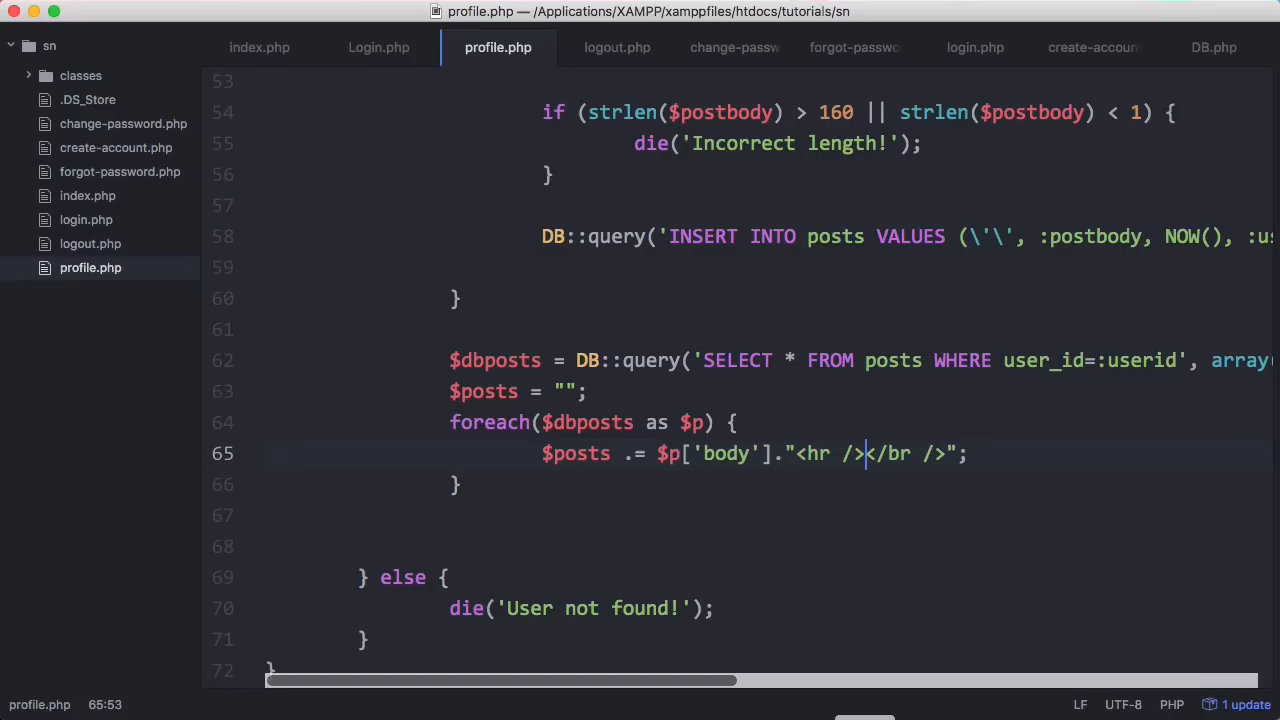 profile.php — /Applications/XAMPP/xamppfiles/htdocs/tutorials/sn
sn
classes
.DS_Store
change-password.php
create-account.php
forgot-password.php
index.php
login.php
logout.php
profile.php
index.php Login.php profile.php logout.php change-passw forgot-passwo login.php create-accoun DB.php
53
54 if (strlen($postbody) > 160 || strlen($postbody) < 1) {
55 die('Incorrect length!');
56 }
57
58 DB::query('INSERT INTO posts VALUES (\'\', :postbody, NOW(), :us
59
60 }
61
62 $dbposts = DB::query('SELECT * FROM posts WHERE user_id=:userid', array
63 $posts = "";
64 foreach($dbposts as $p) {
65 $posts .= $p['body']."<hr /></br />";
66 }
67
68
69 } else {
70 die('User not found!');
71 }
72 }
profile.php 65:53 LF UTF-8 PHP 1 update